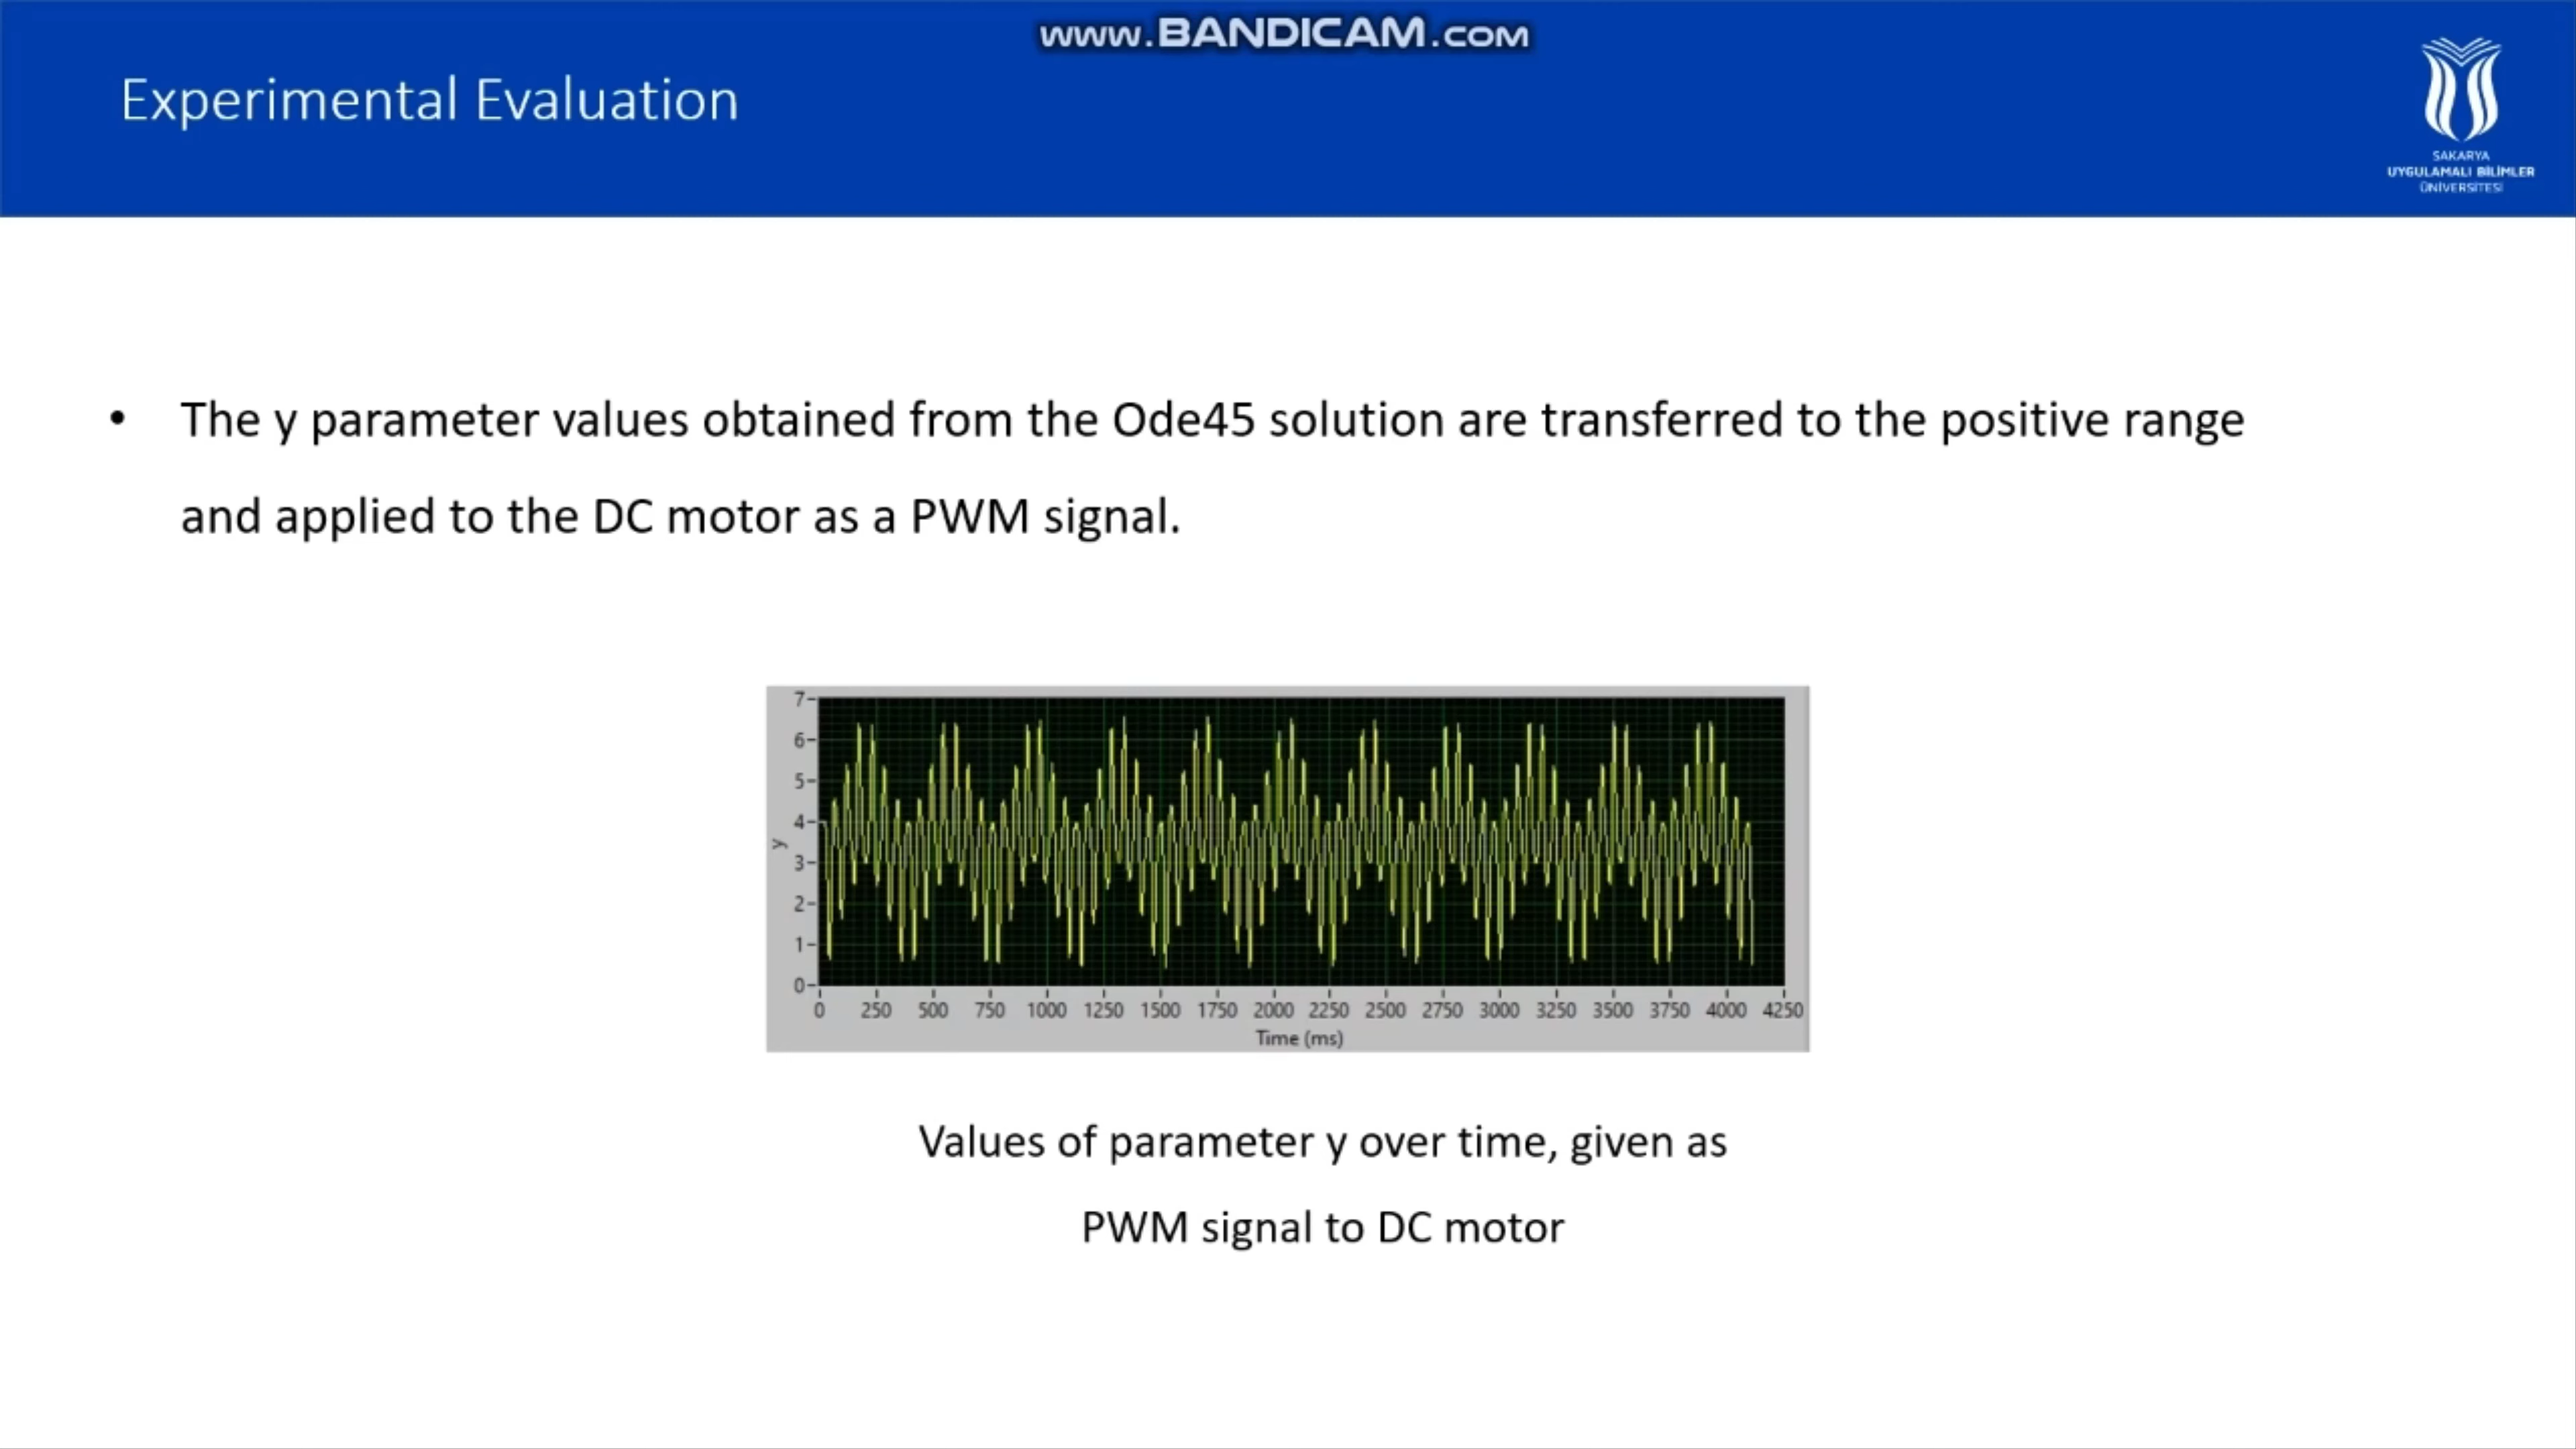 www.BANDICAM.com
Experimental Evaluation
SAKARYA
UYGULAMALI BİLİMLER
ÜNİVERSİTESİ
• The y parameter values obtained from the Ode45 solution are transferred to the positive range
and applied to the DC motor as a PWM signal.
7
6
5
4
3
2
1
0
y
0 250 500 750 1000 1250 1500 1750 2000 2250 2500 2750 3000 3250 3500 3750 4000 4250
Time (ms)
Values of parameter y over time, given as
PWM signal to DC motor